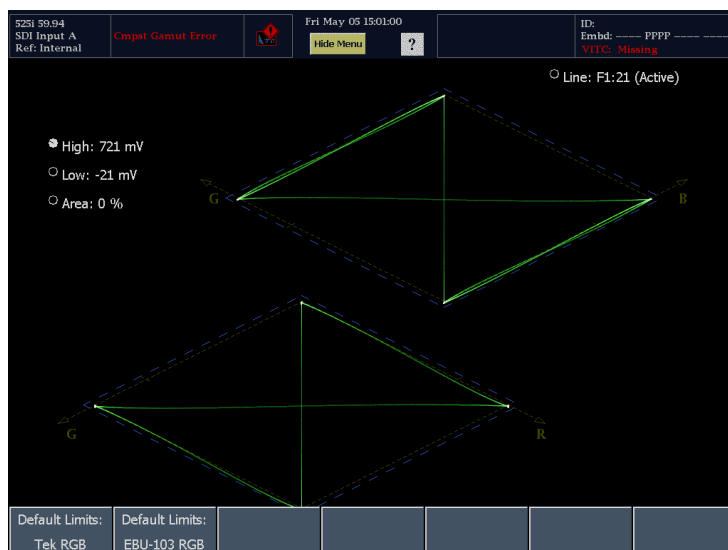 525i 59.94
SDI Input A
Ref: Internal
Cmpst Gamut Error
Fri May 05 15:01:00
Hide Menu
?
ID:
Embd: ---- PPPP ---- ----
VITC: Missing
Line: F1:21 (Active)
High: 721 mV
Low: -21 mV
Area: 0 %
G
B
G
R
Default Limits:
Tek RGB
Default Limits:
EBU-103 RGB